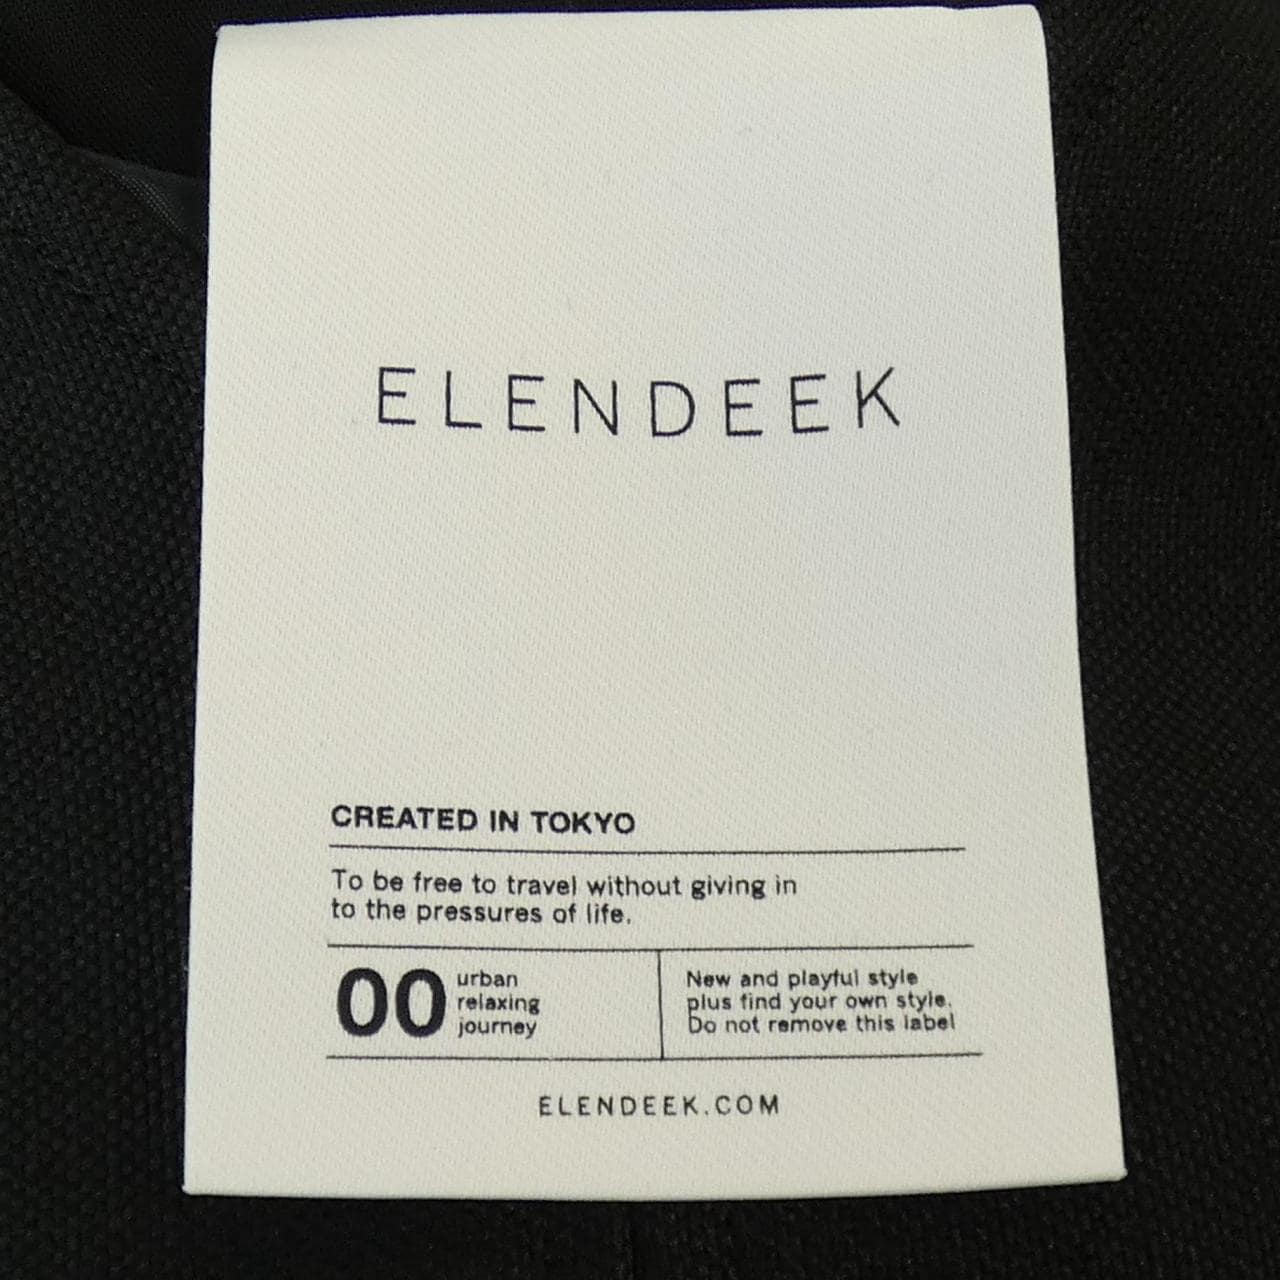 ELENDEEK
CREATED IN TOKYO
To be free to travel without giving in
to the pressures of life.
00
urban
relaxing
journey
New and playful style
plus find your own style.
Do not remove this label
ELENDEEK.COM